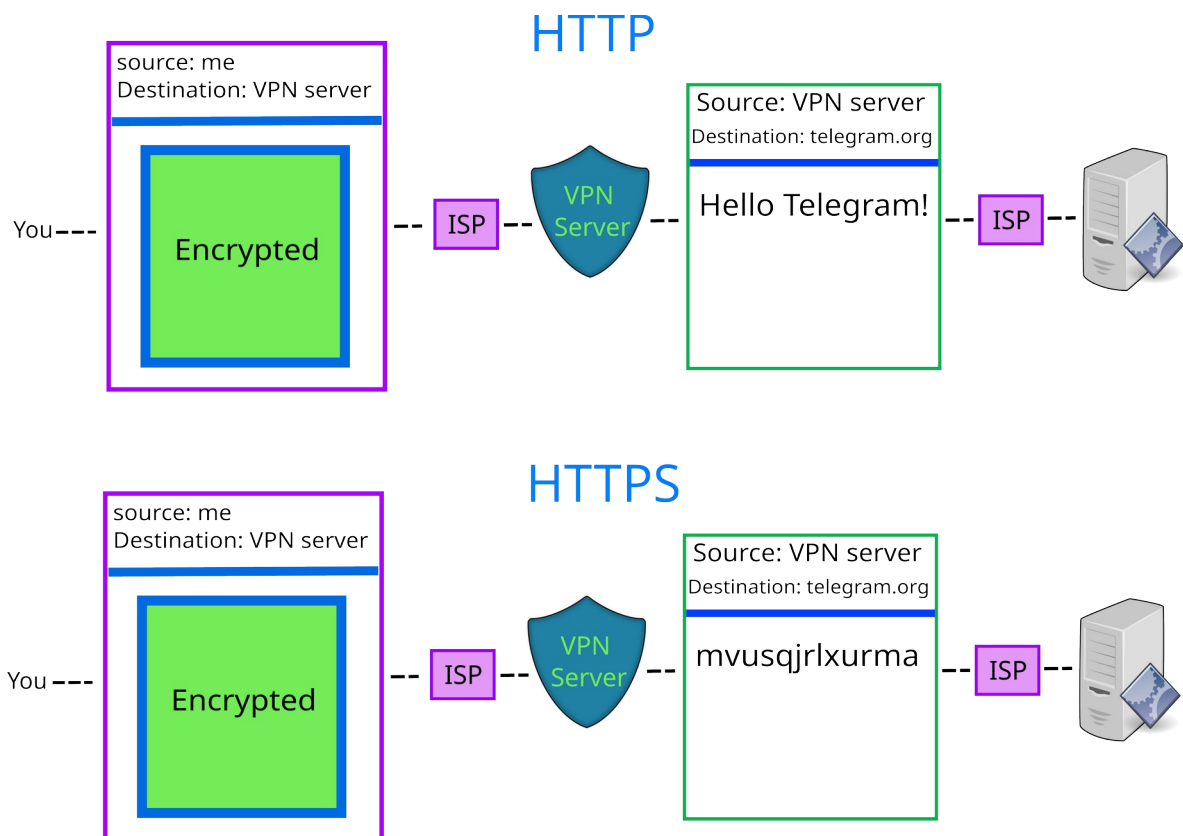 HTTP
source: me
Destination: VPN server
Encrypted
You
ISP
VPN
Server
Source: VPN server
Destination: telegram.org
Hello Telegram!
ISP
HTTPS
source: me
Destination: VPN server
Encrypted
You
ISP
VPN
Server
Source: VPN server
Destination: telegram.org
mvusqjrlxurma
ISP